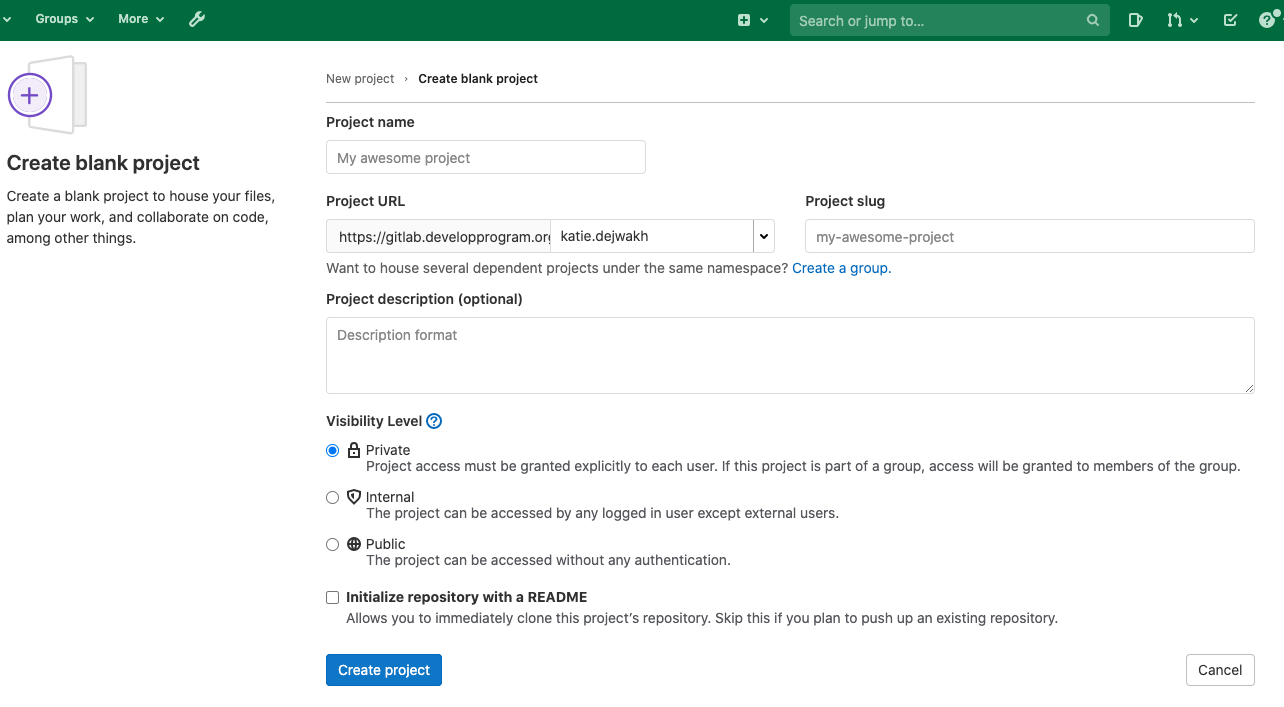 Groups More Search or jump to...
New project › Create blank project
Create blank project
Create a blank project to house your files,
plan your work, and collaborate on code,
among other things.
Project name
My awesome project
Project URL
Project slug
https://gitlab.developprogram.org
katie.dejwakh
my-awesome-project
Want to house several dependent projects under the same namespace? Create a group.
Project description (optional)
Description format
Visibility Level
Private
Project access must be granted explicitly to each user. If this project is part of a group, access will be granted to members of the group.
Internal
The project can be accessed by any logged in user except external users.
Public
The project can be accessed without any authentication.
Initialize repository with a README
Allows you to immediately clone this project's repository. Skip this if you plan to push up an existing repository.
Create project
Cancel